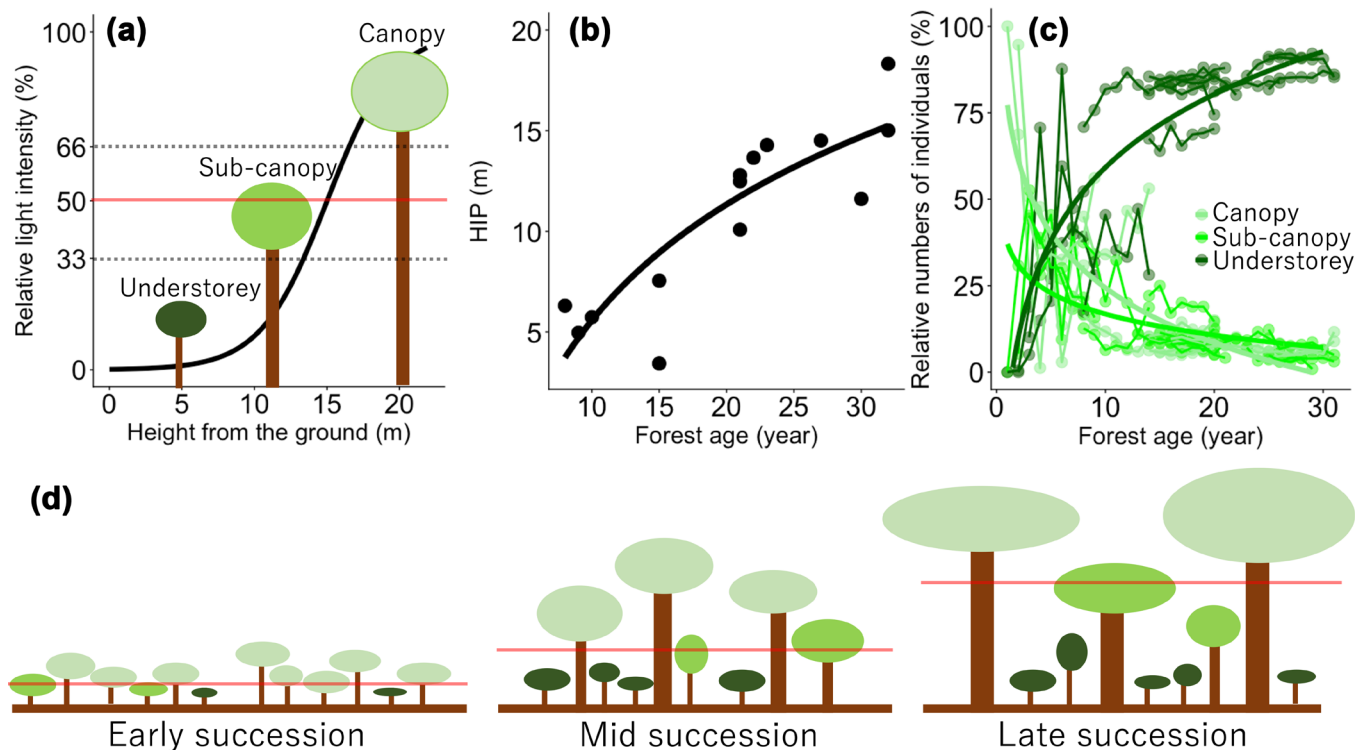 (a)
Relative light intensity (%)
100
66
50
33
0
Canopy
Sub-canopy
Understorey
0 5 10 15 20
Height from the ground (m)
(b)
HIP (m)
20
15
10
5
10 15 20 25 30
Forest age (year)
(c)
Relative numbers of individuals (%)
100
75
50
25
0
Canopy
Sub-canopy
Understorey
0 10 20 30
Forest age (year)
(d)
Early succession
Mid succession
Late succession